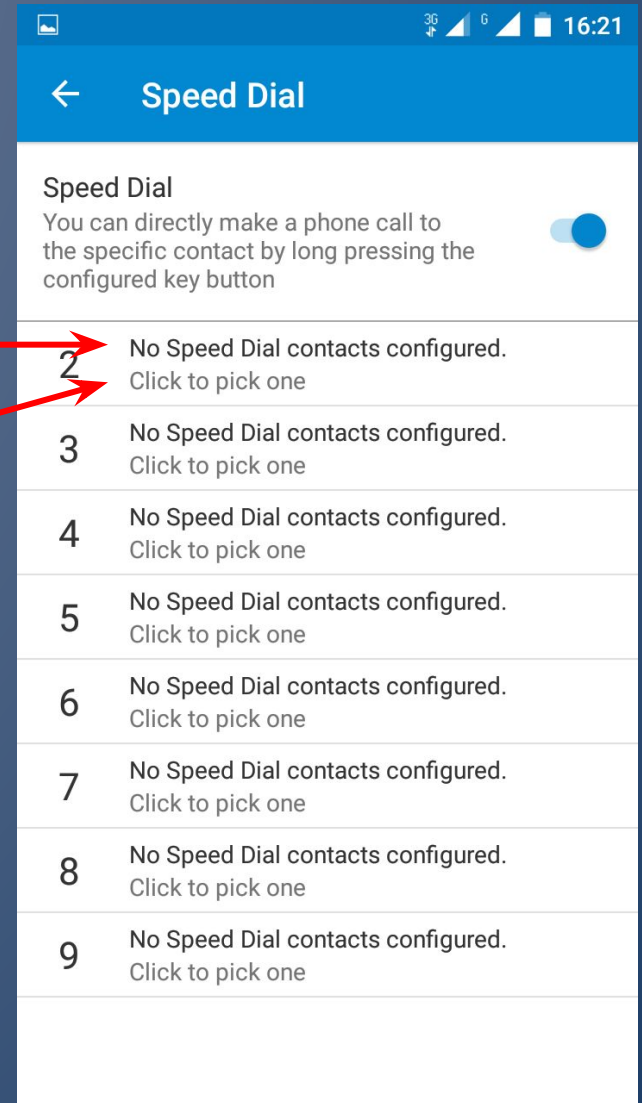 3G G 16:21
Speed Dial
Speed Dial
You can directly make a phone call to
the specific contact by long pressing the
configured key button
2 No Speed Dial contacts configured.
Click to pick one
3 No Speed Dial contacts configured.
Click to pick one
4 No Speed Dial contacts configured.
Click to pick one
5 No Speed Dial contacts configured.
Click to pick one
6 No Speed Dial contacts configured.
Click to pick one
7 No Speed Dial contacts configured.
Click to pick one
8 No Speed Dial contacts configured.
Click to pick one
9 No Speed Dial contacts configured.
Click to pick one